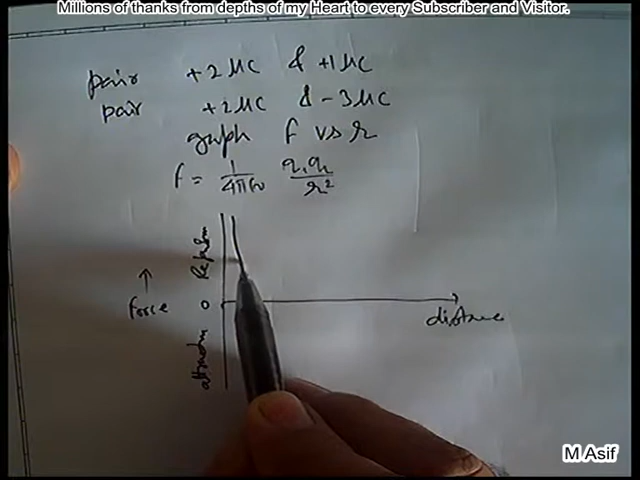 Millions of thanks from depths of my Heart to every Subscriber and Visitor.
pair +2 μC & +1 μC
pair +2 μC & -3 μC
graph F vs r
F = 1/4πε₀ q₁q₂/r²
Repulsion
force
0
attraction
distance
M Asif